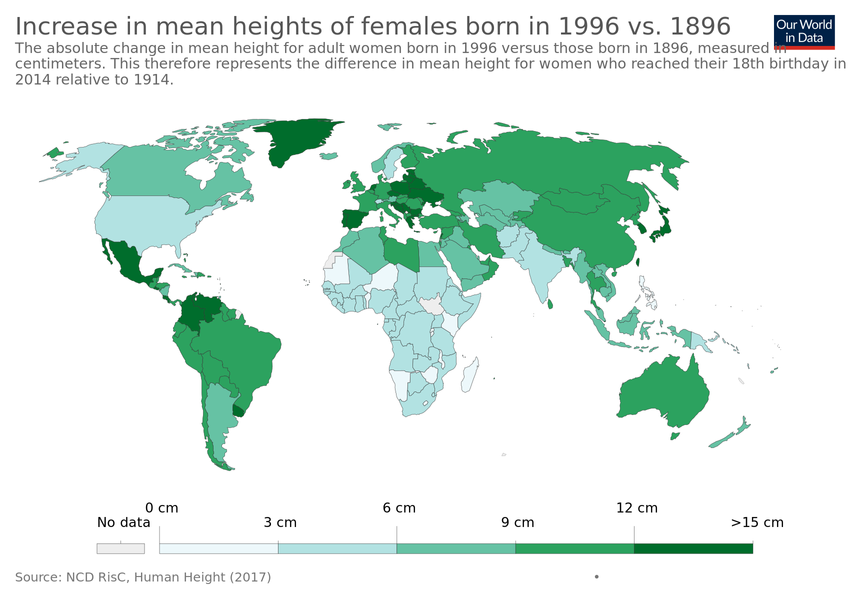 Increase in mean heights of females born in 1996 vs. 1896
Our World
in Data
The absolute change in mean height for adult women born in 1996 versus those born in 1896, measured in
centimeters. This therefore represents the difference in mean height for women who reached their 18th birthday in
2014 relative to 1914.
0 cm
6 cm
12 cm
No data
3 cm
9 cm
>15 cm
Source: NCD RisC, Human Height (2017)